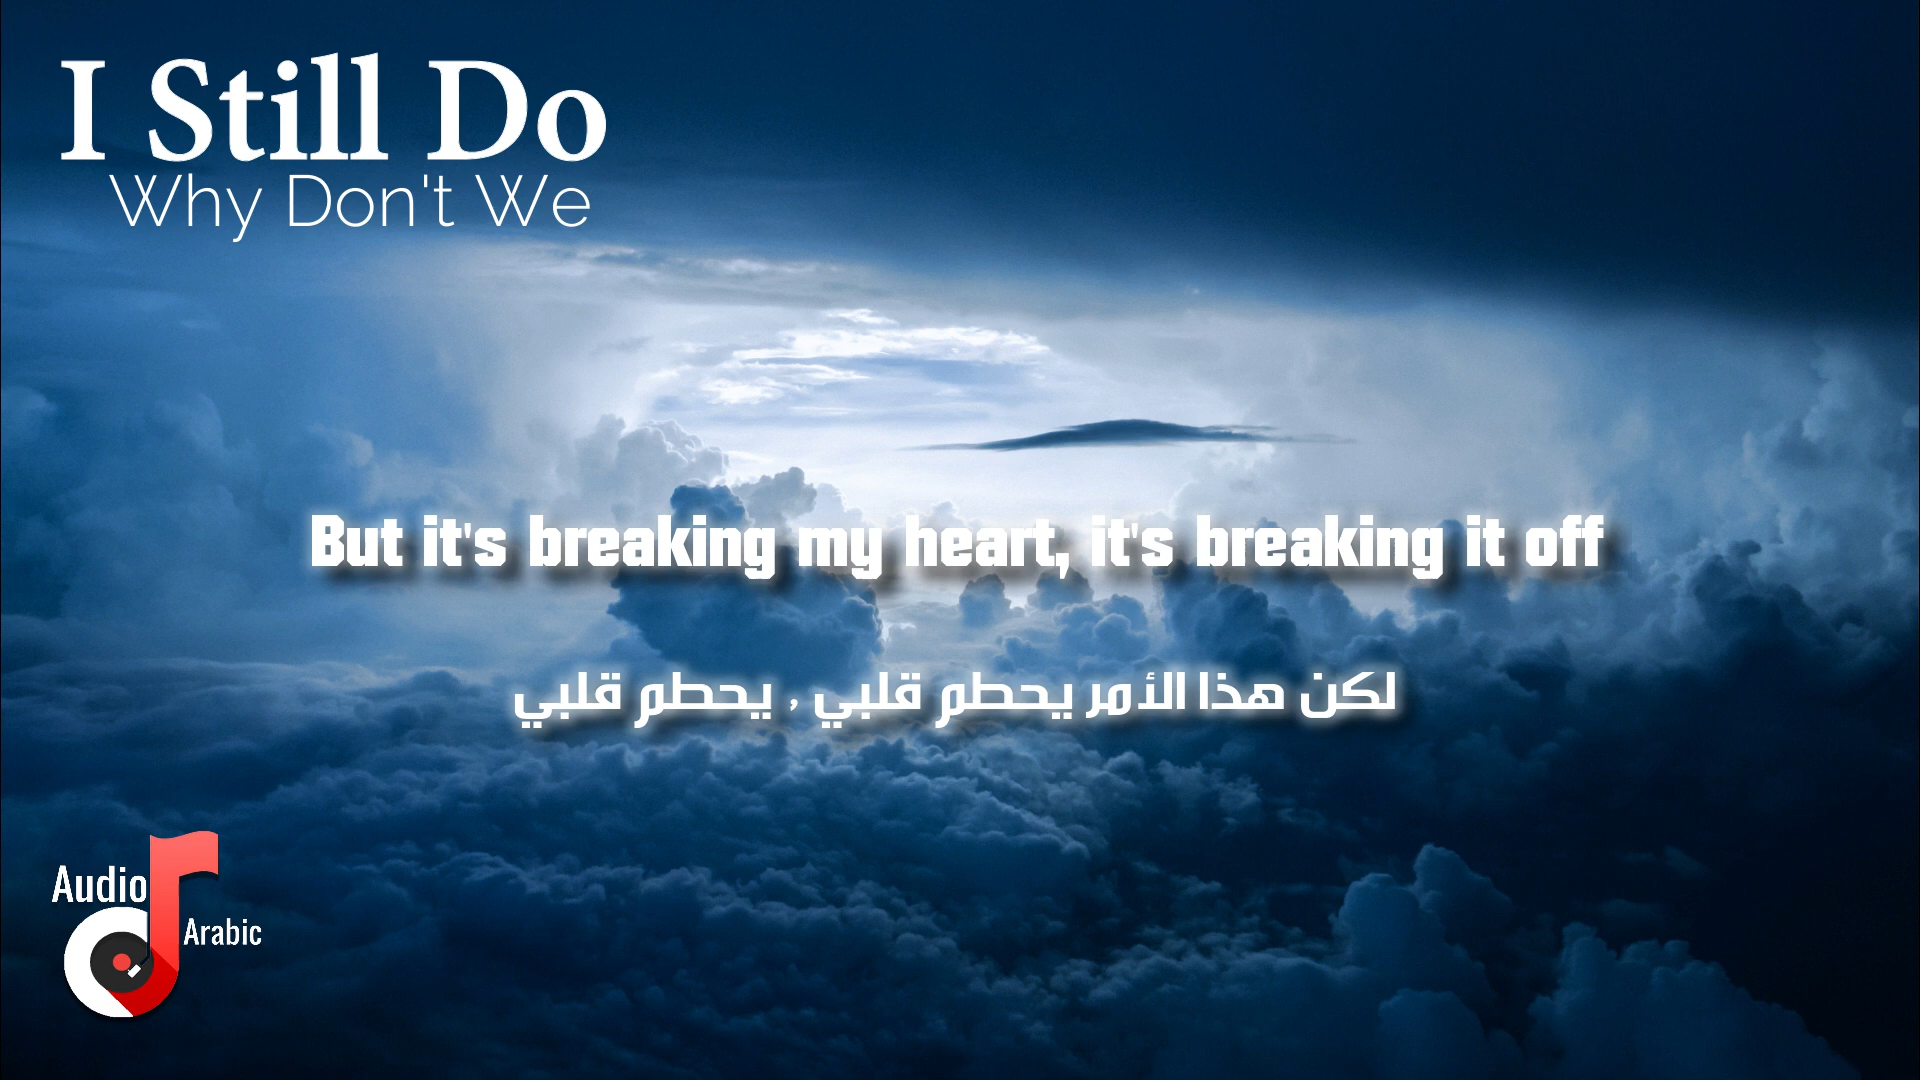 I Still Do
Why Don't We
But it's breaking my heart, it's breaking it off
لكن هذا الأمر يحطم قلبي , يحطم قلبي
Audio
Arabic